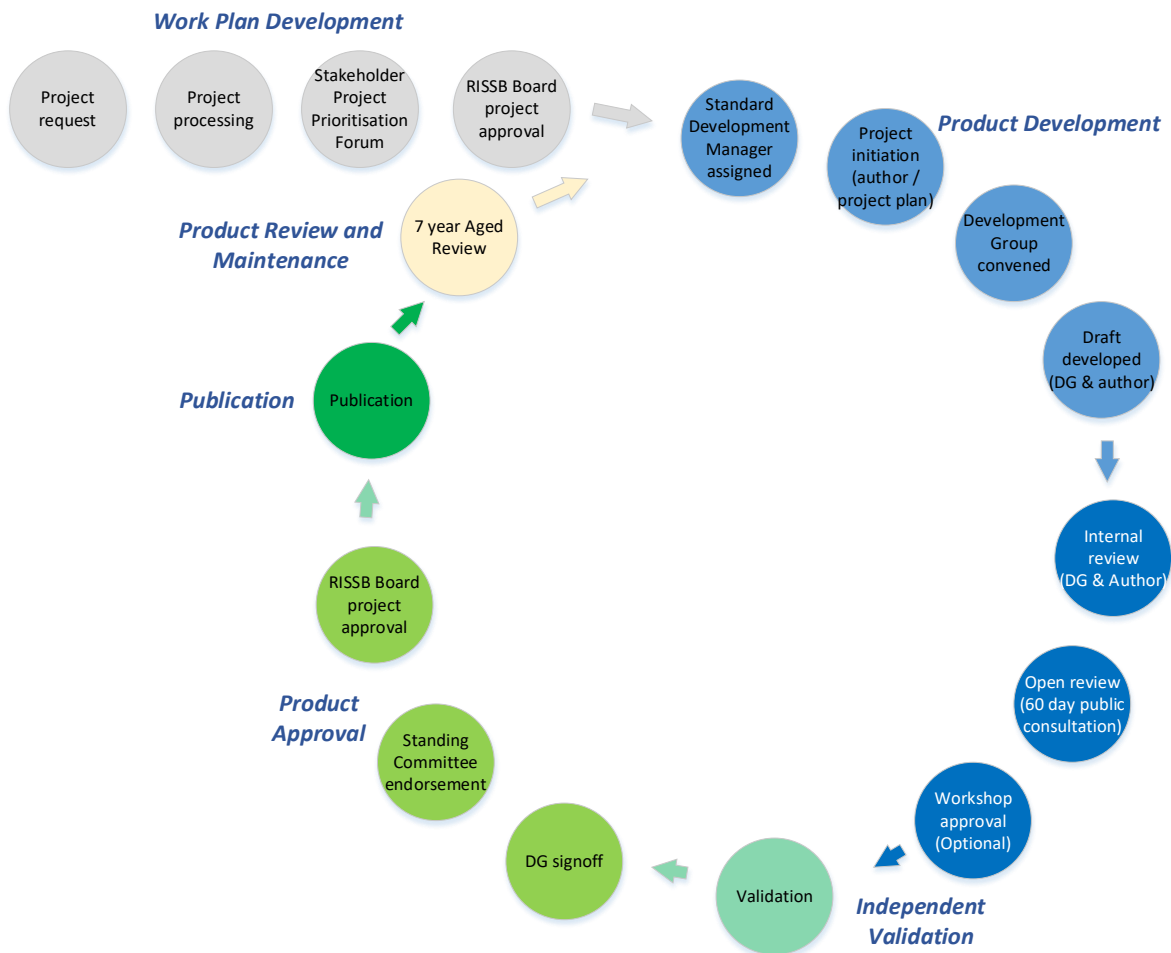 Work Plan Development
Project
request
Project
processing
Stakeholder
Project
Prioritisation
Forum
RISSB Board
project
approval
Standard
Development
Manager
assigned
Product Development
Project
initiation
(author /
project plan)
Development
Group
convened
Draft
developed
(DG & author)
Internal
review
(DG & Author)
Open review
(60 day public
consultation)
Workshop
approval
(Optional)
Independent
Validation
Validation
DG signoff
Standing
Committee
endorsement
Product
Approval
RISSB Board
project
approval
Publication
Publication
Product Review and
Maintenance
7 year Aged
Review